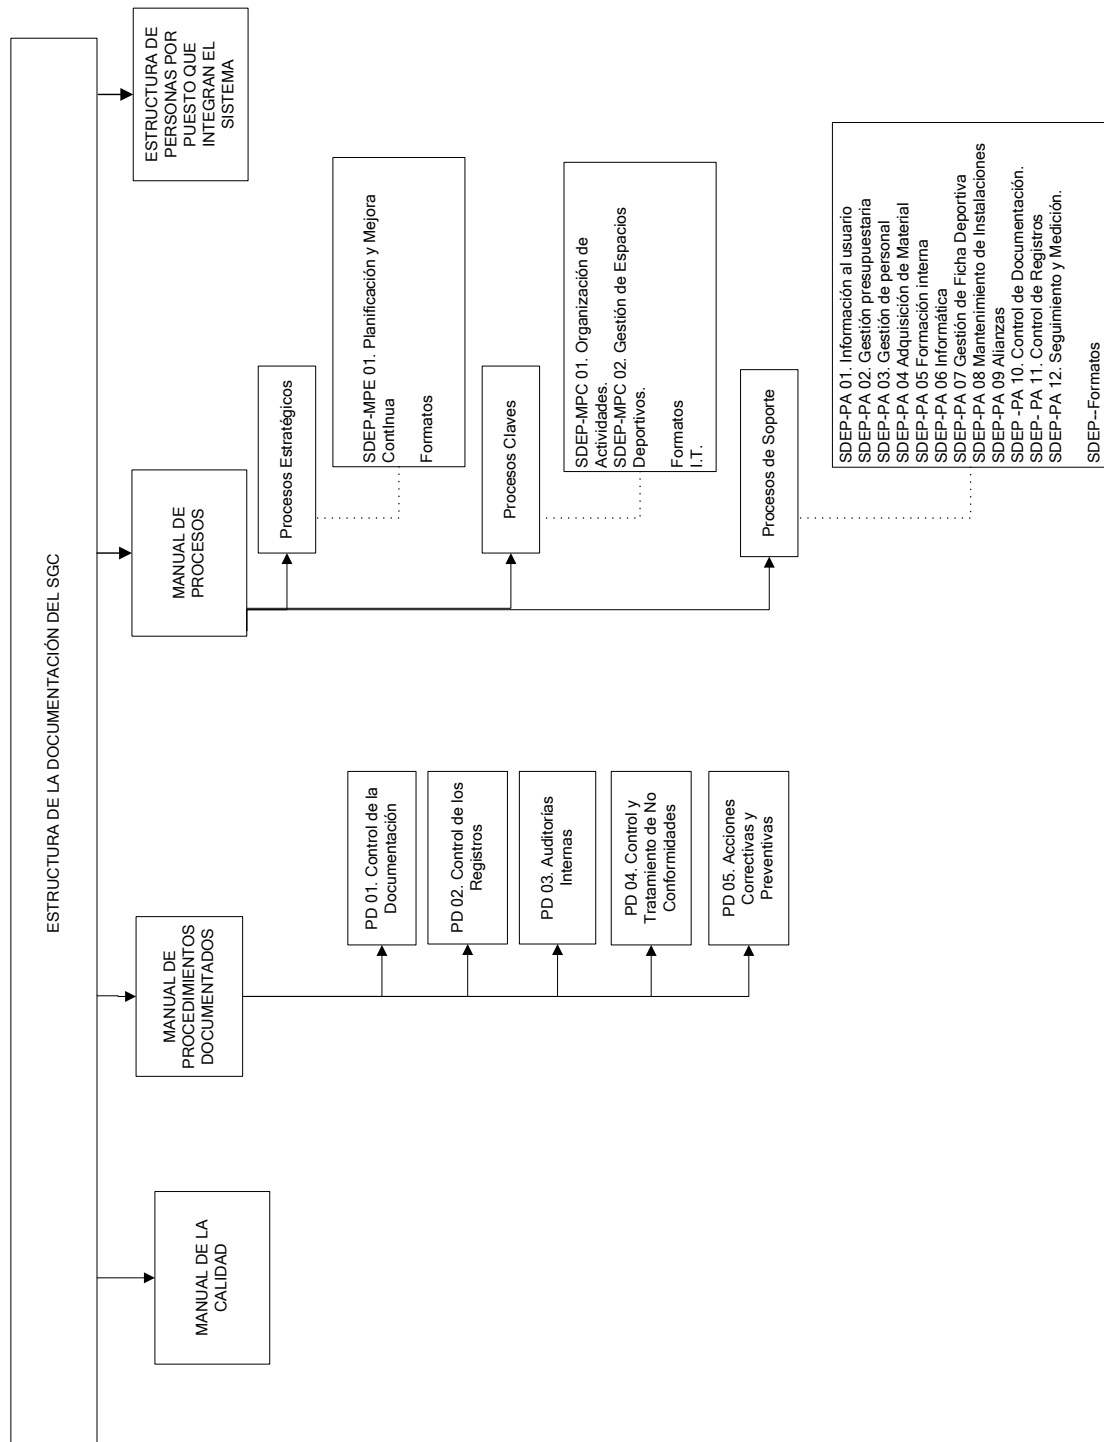 ESTRUCTURA DE LA DOCUMENTACIÓN DEL SGC
MANUAL DE LA
CALIDAD
MANUAL DE
PROCEDIMIENTOS
DOCUMENTADOS
MANUAL DE
PROCESOS
ESTRUCTURA DE
PERSONAS POR
PUESTO QUE
INTEGRAN EL
SISTEMA
PD 01. Control de la
Documentación
PD 02. Control de los
Registros
PD 03. Auditorías
Internas
PD 04. Control y
Tratamiento de No
Conformidades
PD 05. Acciones
Correctivas y
Preventivas
Procesos Estratégicos
SDEP-MPE 01. Planificación y Mejora
ContInua
Formatos
Procesos Claves
SDEP-MPC 01. Organización de
Actividades.
SDEP-MPC 02. Gestión de Espacios
Deportivos.
Formatos
I.T.
Procesos de Soporte
SDEP-PA 01. Información al usuario
SDEP-PA 02. Gestión presupuestaria
SDEP-PA 03. Gestión de personal
SDEP-PA 04 Adquisición de Material
SDEP-PA 05 Formación interna
SDEP-PA 06 Informática
SDEP-PA 07 Gestión de Ficha Deportiva
SDEP-PA 08 Mantenimiento de Instalaciones
SDEP-PA 09 Alianzas
SDEP -PA 10. Control de Documentación.
SDEP - PA 11. Control de Registros
SDEP-PA 12. Seguimiento y Medición.
SDEP--Formatos